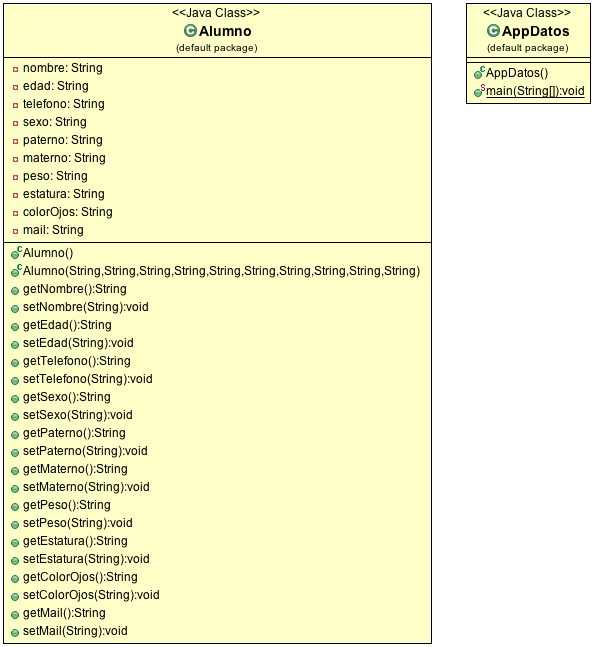 <<Java Class>>
Alumno
(default package)
nombre: String
edad: String
telefono: String
sexo: String
paterno: String
materno: String
peso: String
estatura: String
colorOjos: String
mail: String
Alumno()
Alumno(String,String,String,String,String,String,String,String,String,String)
getNombre():String
setNombre(String):void
getEdad():String
setEdad(String):void
getTelefono():String
setTelefono(String):void
getSexo():String
setSexo(String):void
getPaterno():String
setPaterno(String):void
getMaterno():String
setMaterno(String):void
getPeso():String
setPeso(String):void
getEstatura():String
setEstatura(String):void
getColorOjos():String
setColorOjos(String):void
getMail():String
setMail(String):void
<<Java Class>>
AppDatos
(default package)
AppDatos()
main(String[]):void